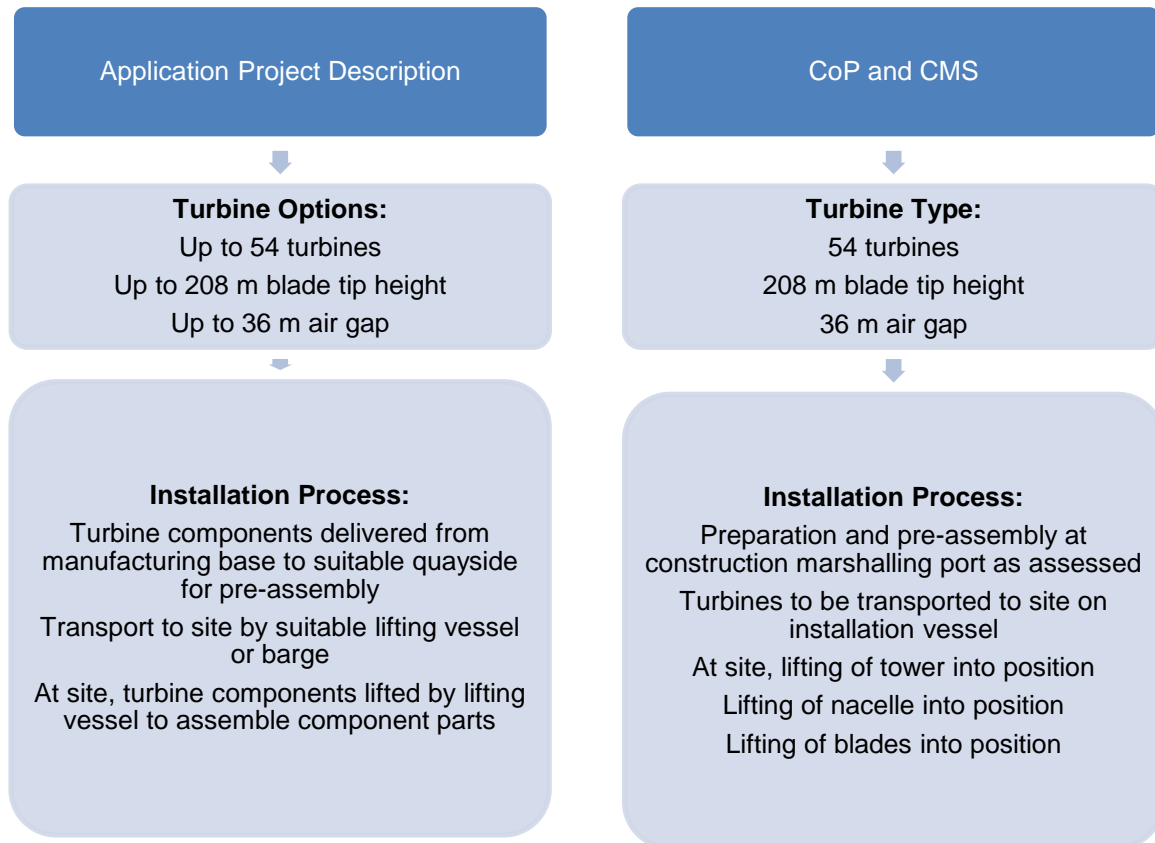 Application Project Description
Turbine Options:
Up to 54 turbines
Up to 208 m blade tip height
Up to 36 m air gap
Installation Process:
Turbine components delivered from
manufacturing base to suitable quayside
for pre-assembly
Transport to site by suitable lifting vessel
or barge
At site, turbine components lifted by lifting
vessel to assemble component parts
CoP and CMS
Turbine Type:
54 turbines
208 m blade tip height
36 m air gap
Installation Process:
Preparation and pre-assembly at
construction marshalling port as assessed
Turbines to be transported to site on
installation vessel
At site, lifting of tower into position
Lifting of nacelle into position
Lifting of blades into position